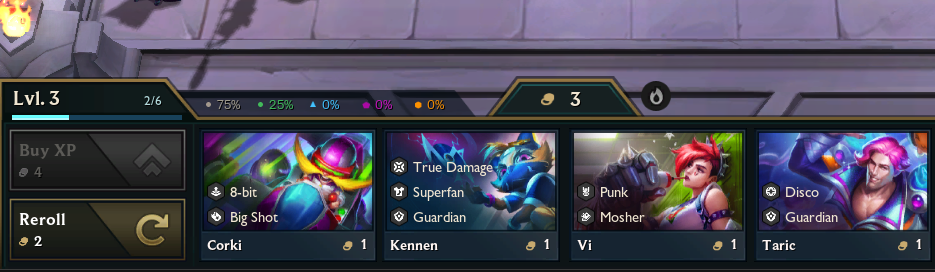 Lvl. 3 2/6 75% 25% 0% 0% 0% 3
Buy XP
4
Reroll
2
8-bit
Big Shot
Corki 1
True Damage
Superfan
Guardian
Kennen 1
Punk
Mosher
Vi 1
Disco
Guardian
Taric 1